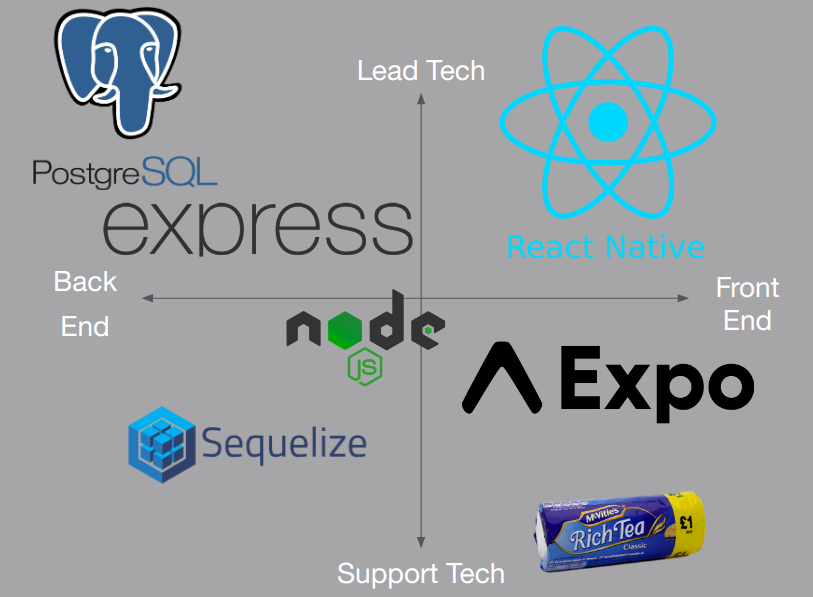 Lead Tech
PostgreSQL
express
React Native
Back
End
Front
End
node
JS
Expo
Sequelize
McVitie's
Rich Tea
Classic
£1
Support Tech